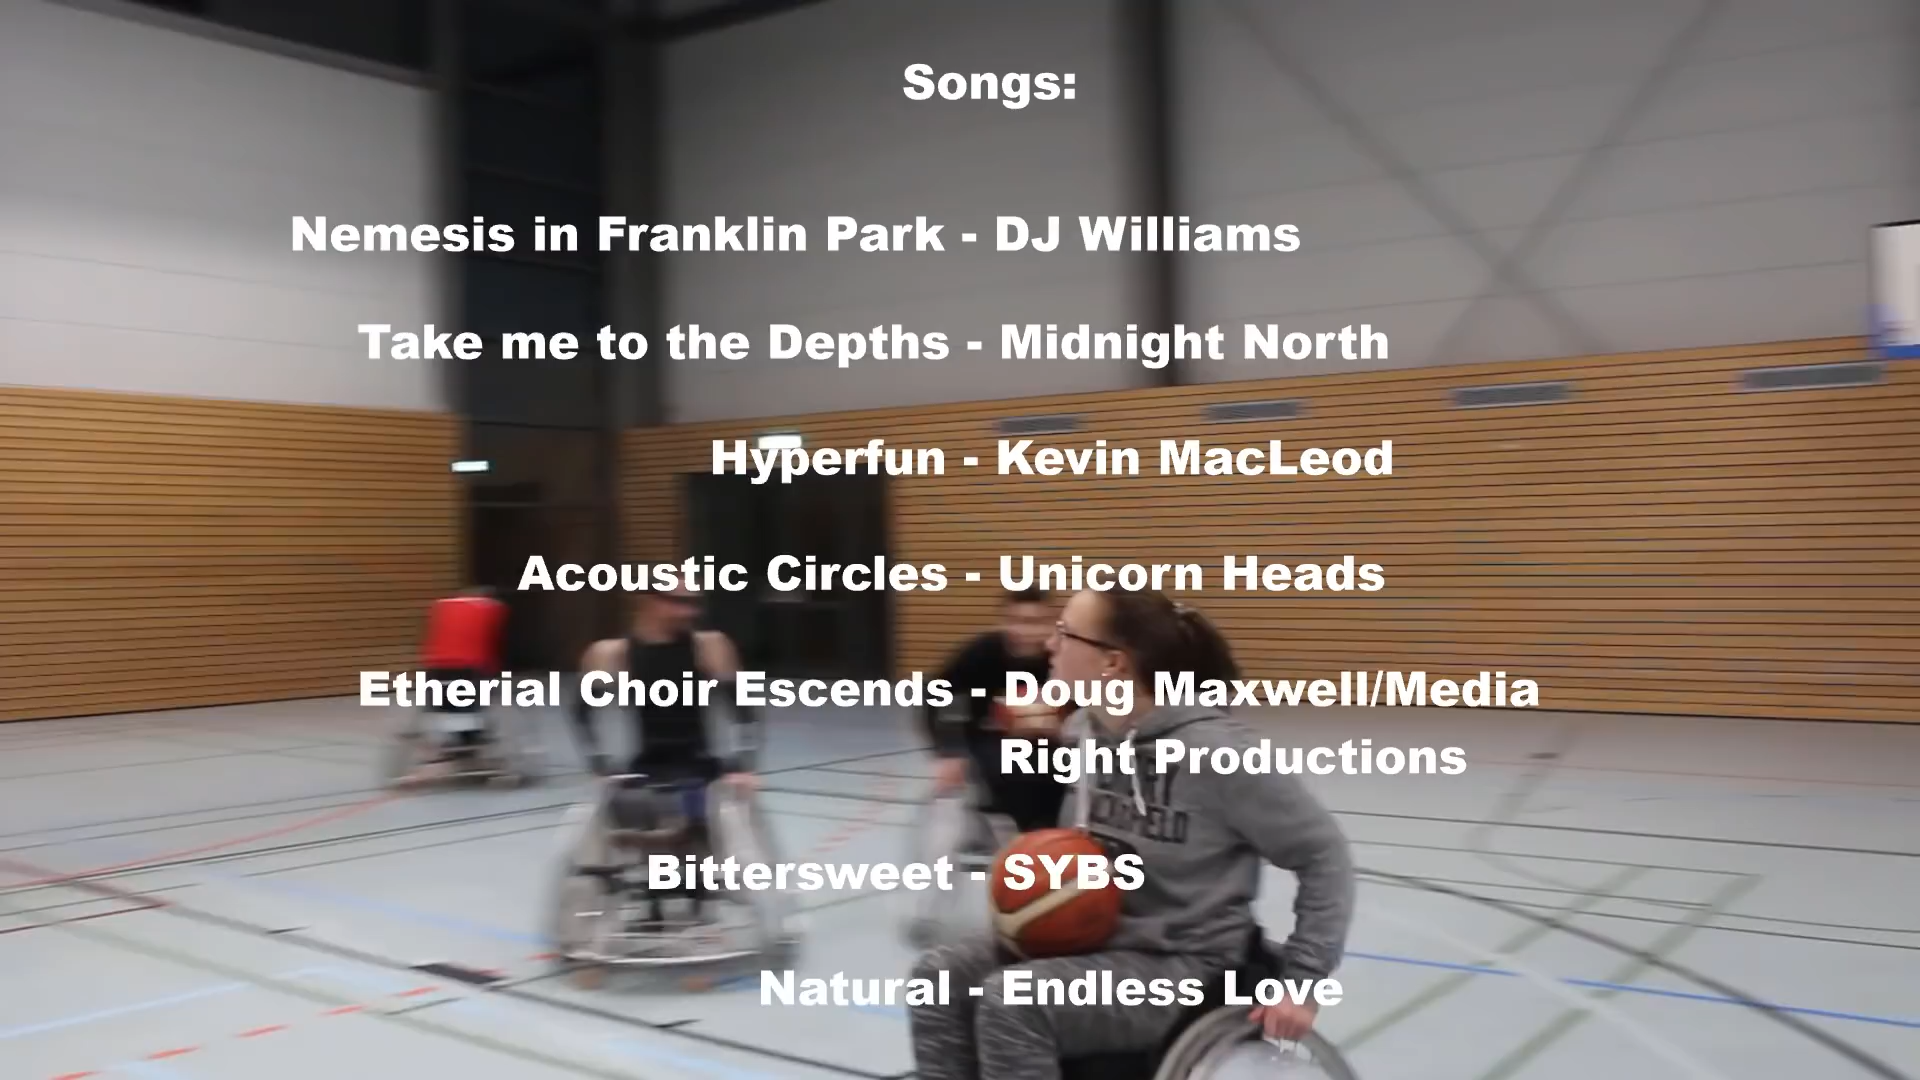 Songs:
Nemesis in Franklin Park - DJ Williams
Take me to the Depths - Midnight North
Hyperfun - Kevin MacLeod
Acoustic Circles - Unicorn Heads
Etherial Choir Escends - Doug Maxwell/Media
Right Productions
Bittersweet - SYBS
Natural - Endless Love